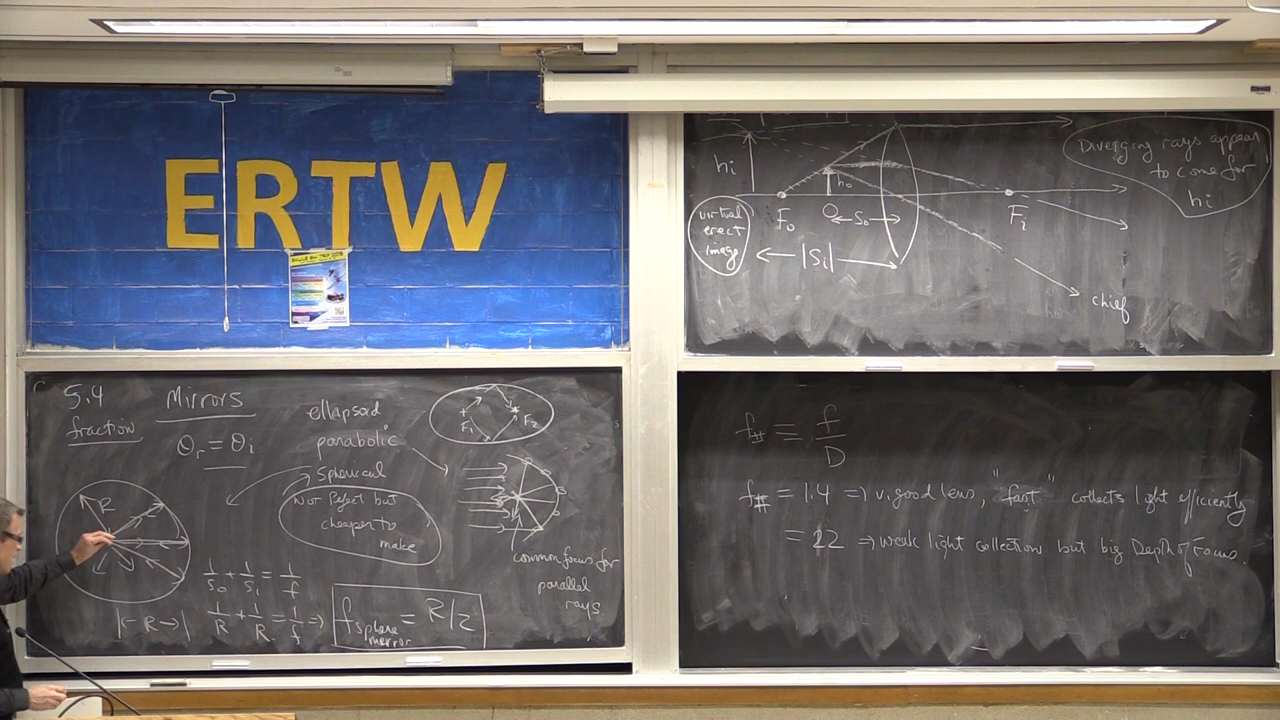 ERTW
5.4 Mirrors
fraction
θr = θi
ellapsoid
parabolic
spherical
Not Perfect but
cheaper to
make
F1
F2
common focus for
parallel
rays
R
|← R →|
1/So + 1/Si = 1/f
1/R + 1/R = 1/f ⇒
f sphere mirror = R/2
hi
ho
Fo
O
← So →
Fi
virtual
erect
image
← |Si| →
chief
Diverging rays appear
to come for
hi
f# ≡ f/D
f# = 1.4 ⇒ v. good lens, "fast" collects light efficiently
= 22 → weak light collection but big Depth of Focus.